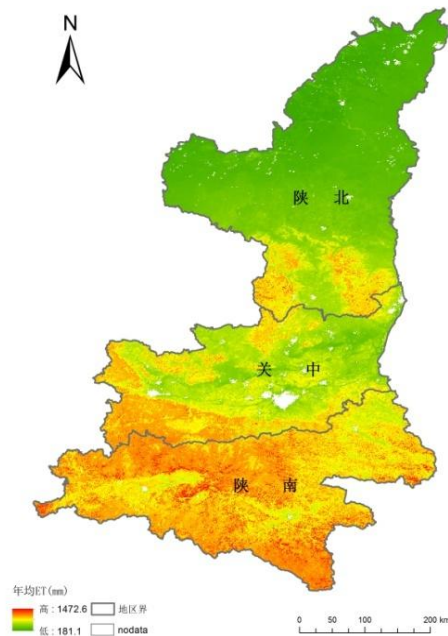 N
陕 北
关 中
陕 南
年均ET(mm)
高 : 1472.6 地区界
低 : 181.1 nodata
0 50 100 200 km